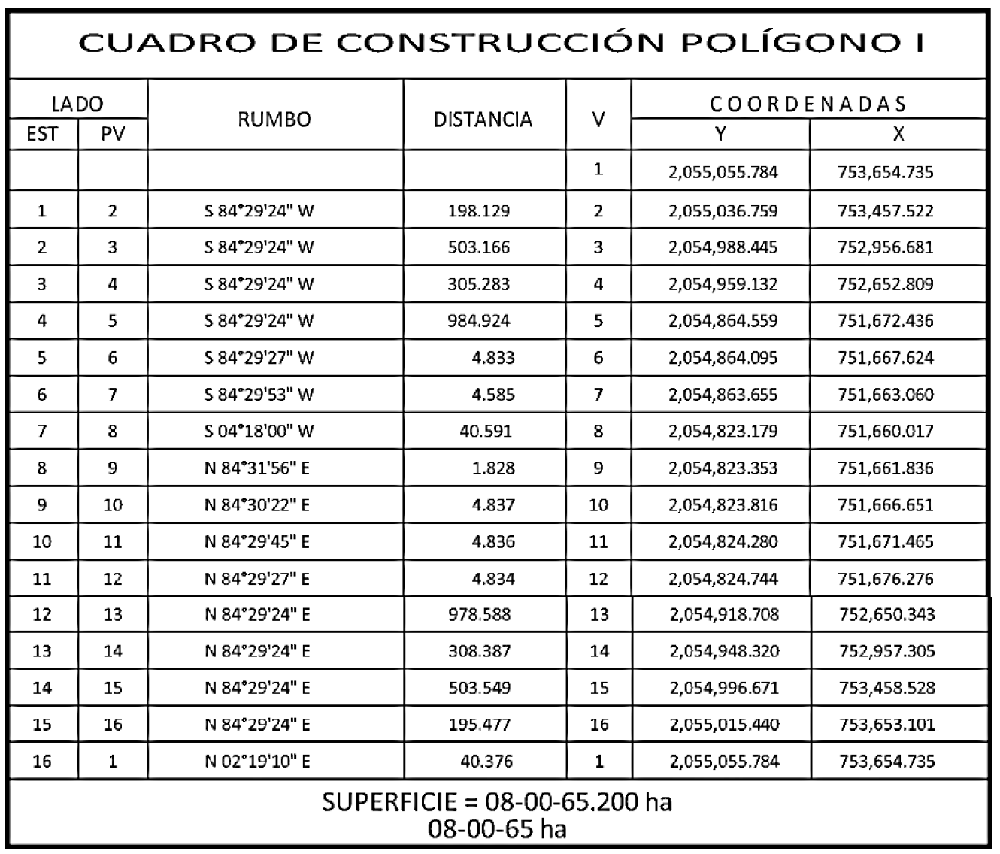 CUADRO DE CONSTRUCCIÓN POLÍGONO I
LADO RUMBO DISTANCIA V COORDENADAS
EST PV Y X
1 2,055,055.784 753,654.735
1 2 S 84°29'24" W 198.129 2 2,055,036.759 753,457.522
2 3 S 84°29'24" W 503.166 3 2,054,988.445 752,956.681
3 4 S 84°29'24" W 305.283 4 2,054,959.132 752,652.809
4 5 S 84°29'24" W 984.924 5 2,054,864.559 751,672.436
5 6 S 84°29'27" W 4.833 6 2,054,864.095 751,667.624
6 7 S 84°29'53" W 4.585 7 2,054,863.655 751,663.060
7 8 S 04°18'00" W 40.591 8 2,054,823.179 751,660.017
8 9 N 84°31'56" E 1.828 9 2,054,823.353 751,661.836
9 10 N 84°30'22" E 4.837 10 2,054,823.816 751,666.651
10 11 N 84°29'45" E 4.836 11 2,054,824.280 751,671.465
11 12 N 84°29'27" E 4.834 12 2,054,824.744 751,676.276
12 13 N 84°29'24" E 978.588 13 2,054,918.708 752,650.343
13 14 N 84°29'24" E 308.387 14 2,054,948.320 752,957.305
14 15 N 84°29'24" E 503.549 15 2,054,996.671 753,458.528
15 16 N 84°29'24" E 195.477 16 2,055,015.440 753,653.101
16 1 N 02°19'10" E 40.376 1 2,055,055.784 753,654.735
SUPERFICIE = 08-00-65.200 ha
08-00-65 ha